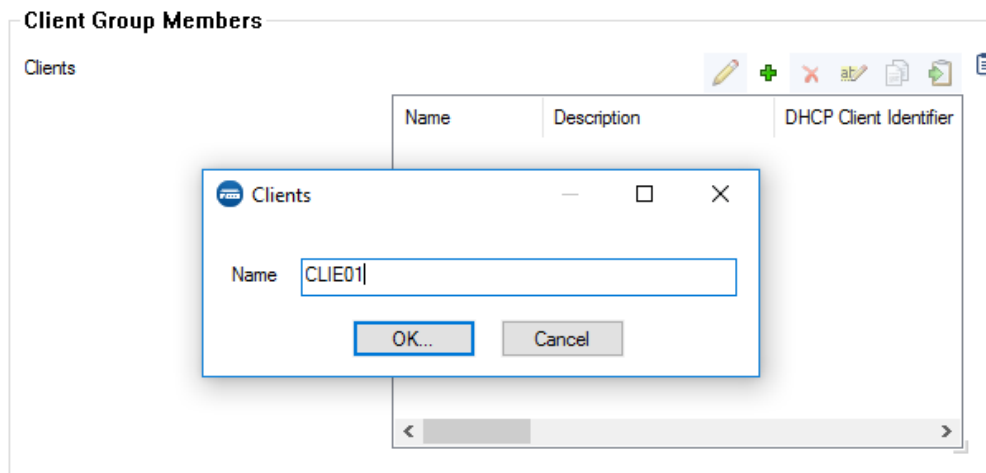 Client Group Members
Clients
Name Description DHCP Client Identifier
Clients
Name CLIE01
OK... Cancel